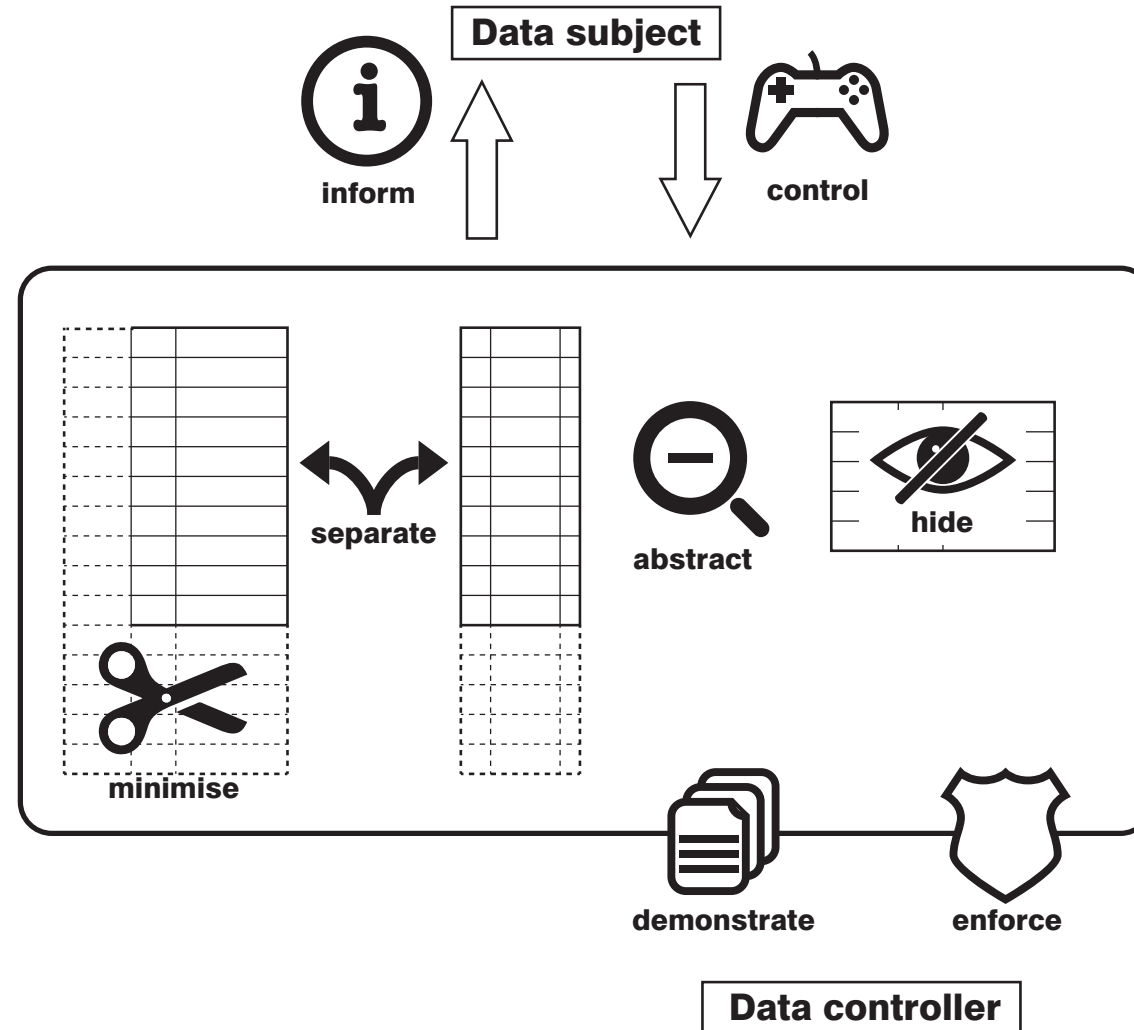 Data subject
inform
control
separate
abstract
hide
minimise
demonstrate
enforce
Data controller